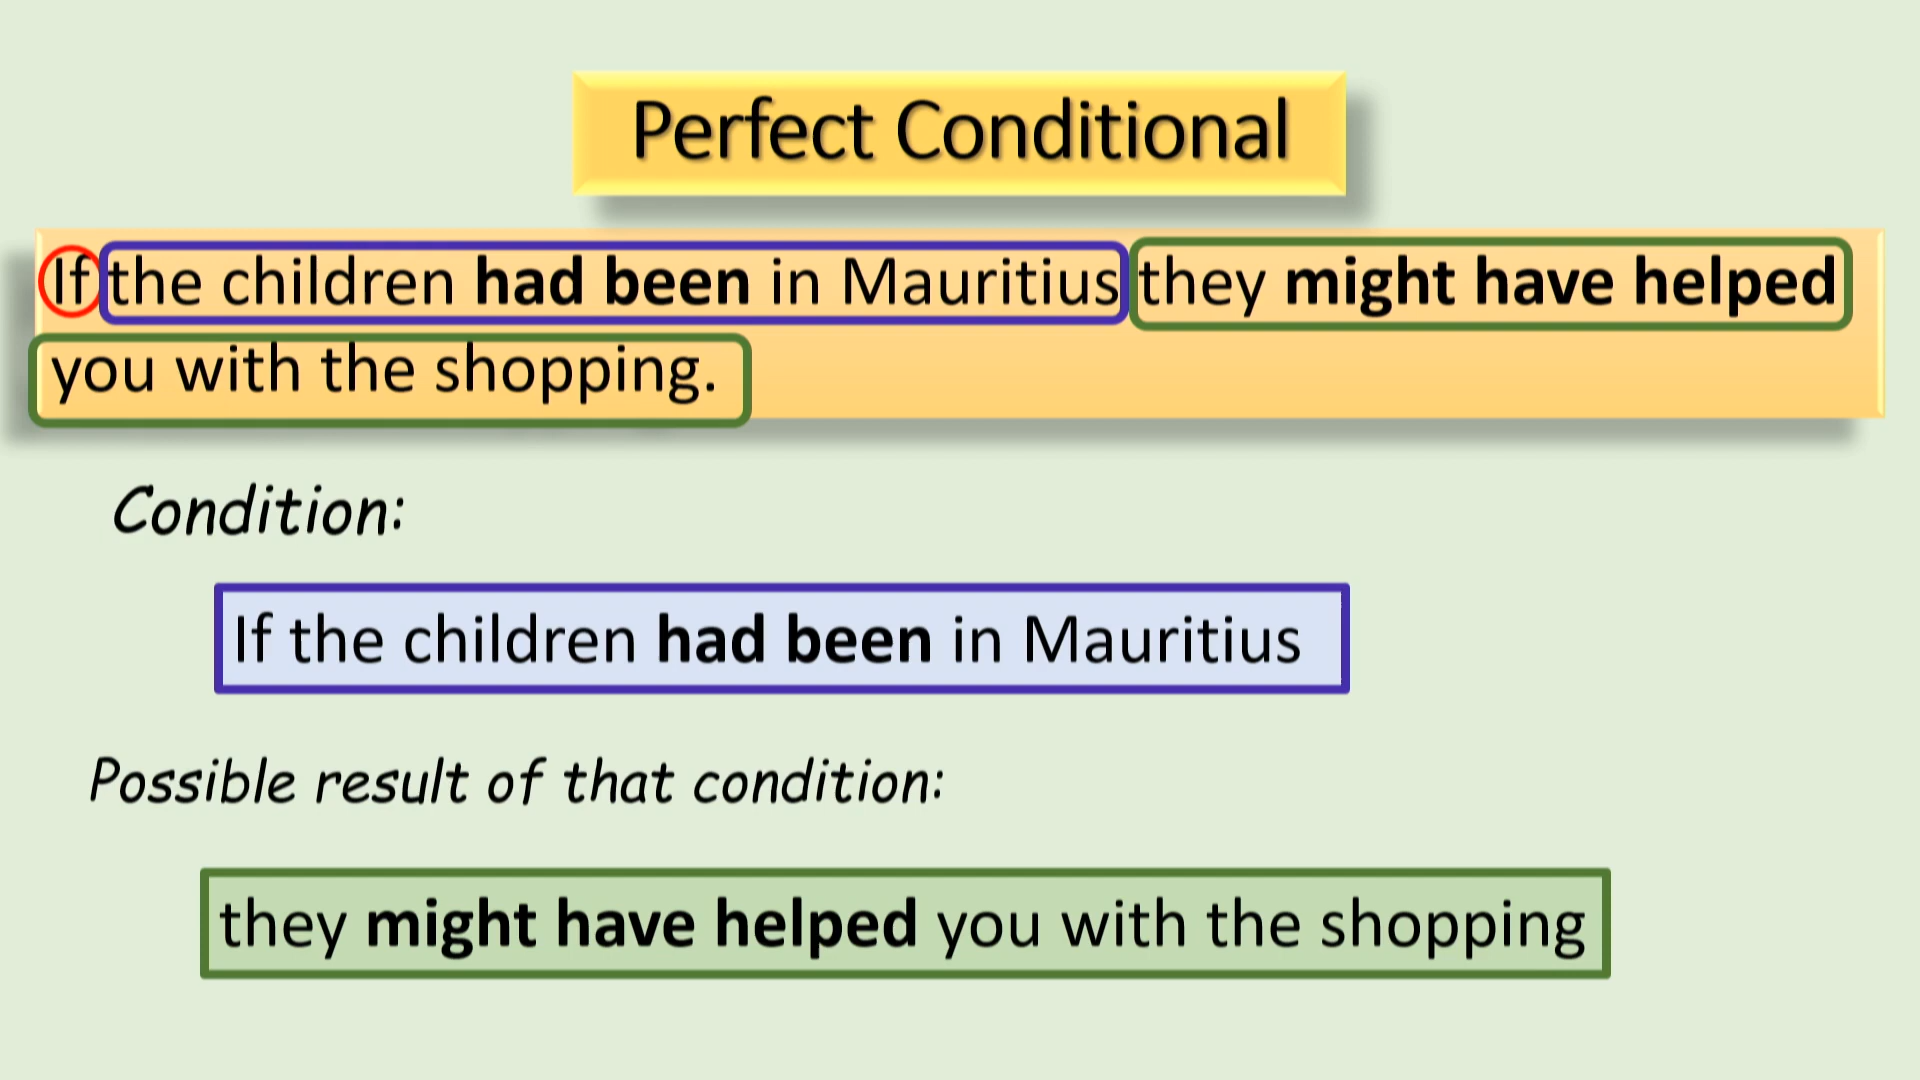 Perfect Conditional
If the children had been in Mauritius they might have helped
you with the shopping.
Condition:
If the children had been in Mauritius
Possible result of that condition:
they might have helped you with the shopping